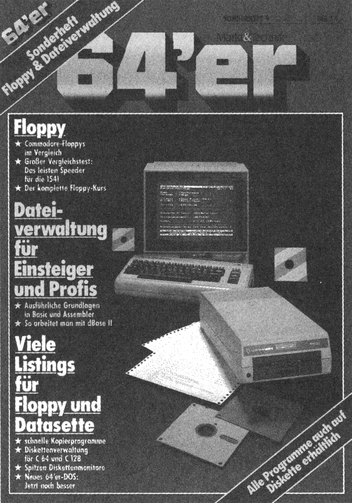 64'er
Sonderheft
Floppy & Dateiverwaltung
Markt&Technik
64'er
Floppy
★ Commodore-Floppys
im Vergleich
★ Großer Vergleichstest:
Das leisten Speeder
für die 1541
★ Der komplette Floppy-Kurs
Datei-
verwaltung
für
Einsteiger
und Profis
★ Ausführliche Grundlagen
in Basic und Assembler
★ So arbeitet man mit dBase II
Viele
Listings
für
Floppy und
Datasette
★ schnelle Kopierprogramme
★ Diskettenverwaltung
für C 64 und C 128
★ Spitzen Diskettenmonitore
★ Neues 64'er-DOS:
Jetzt noch besser
Alle Programme auch auf
Diskette erhältlich